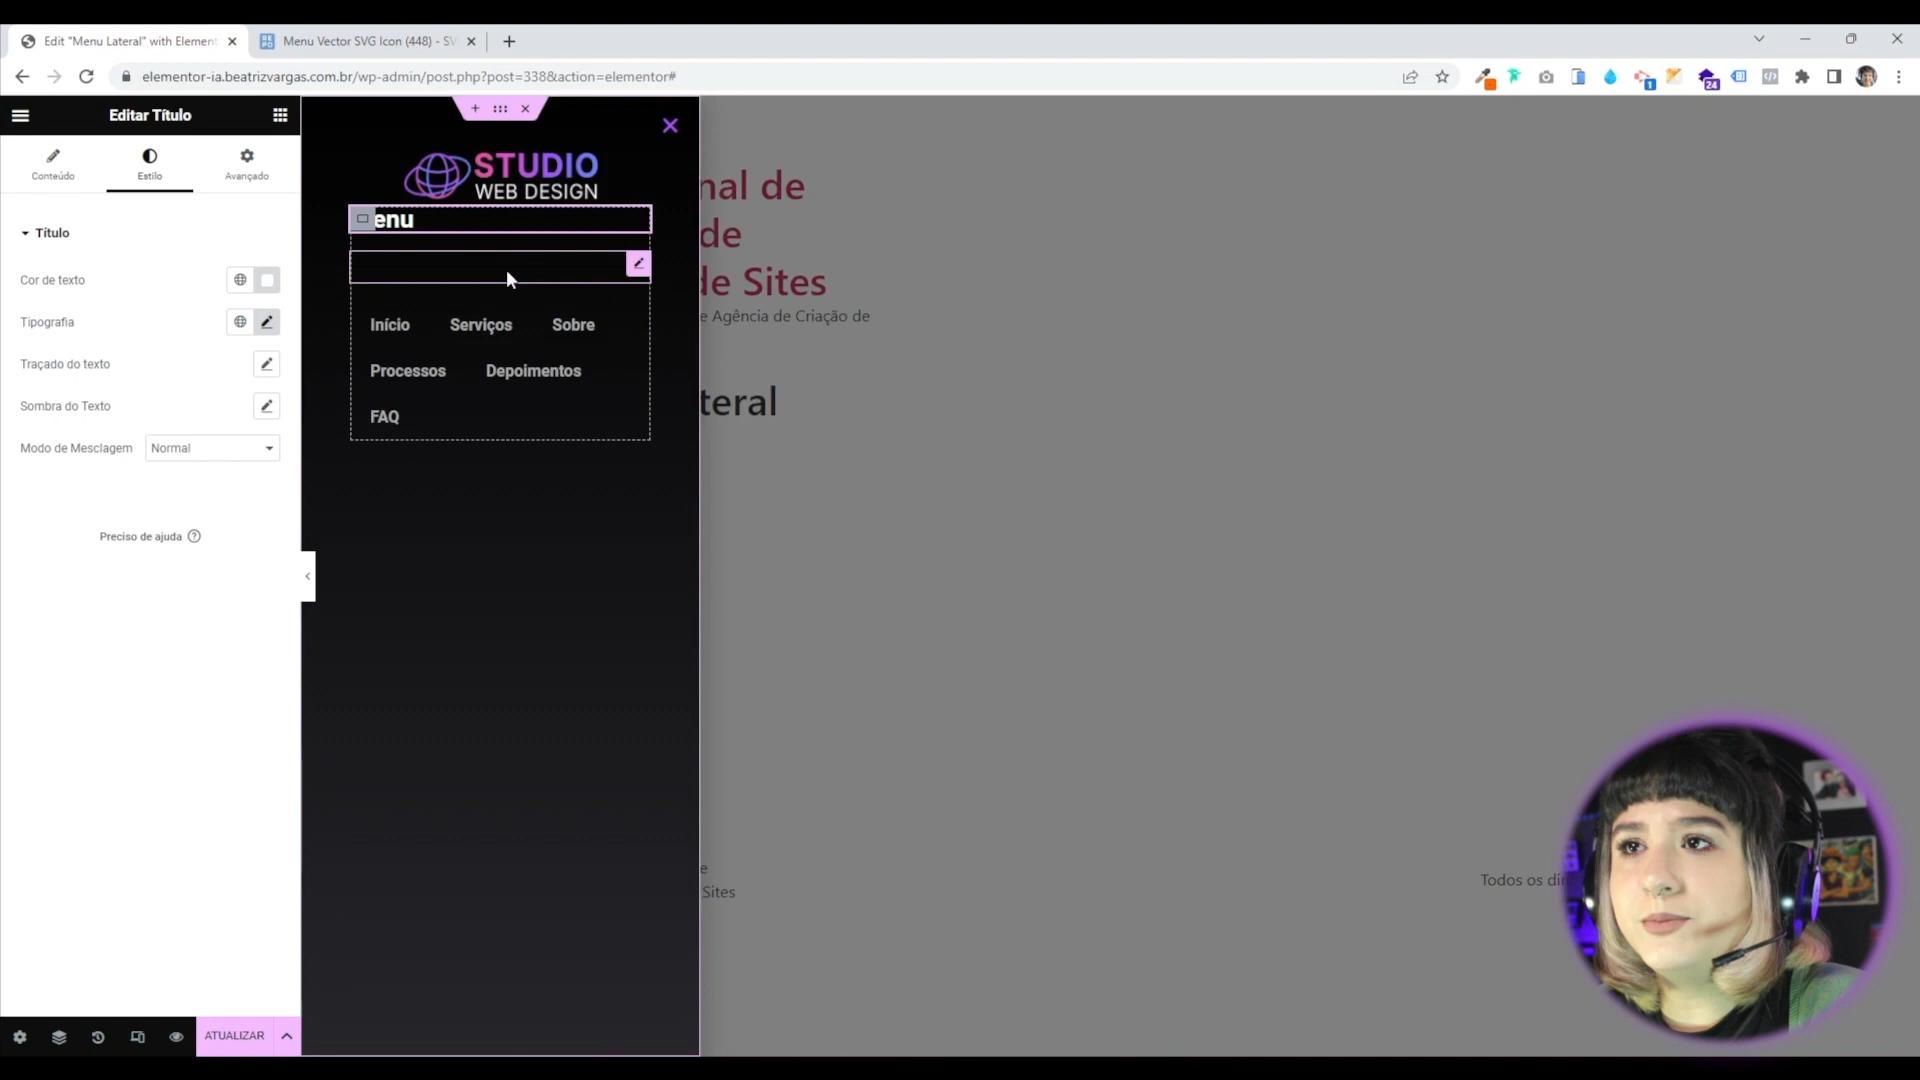 Edit "Menu Lateral" with Element
Menu Vector SVG Icon (448) - SV
elementor-ia.beatrizvargas.com.br/wp-admin/post.php?post=338&action=elementor#
1
24
Editar Título
Conteúdo
Estilo
Avançado
Título
Cor de texto
Tipografia
Traçado do texto
Sombra do Texto
Modo de Mesclagem
Normal
Preciso de ajuda
ATUALIZAR
STUDIO
WEB DESIGN
enu
Início Serviços Sobre
Processos Depoimentos
FAQ
nal de
de
de Sites
e Agência de Criação de
teral
e
Sites
Todos os dir